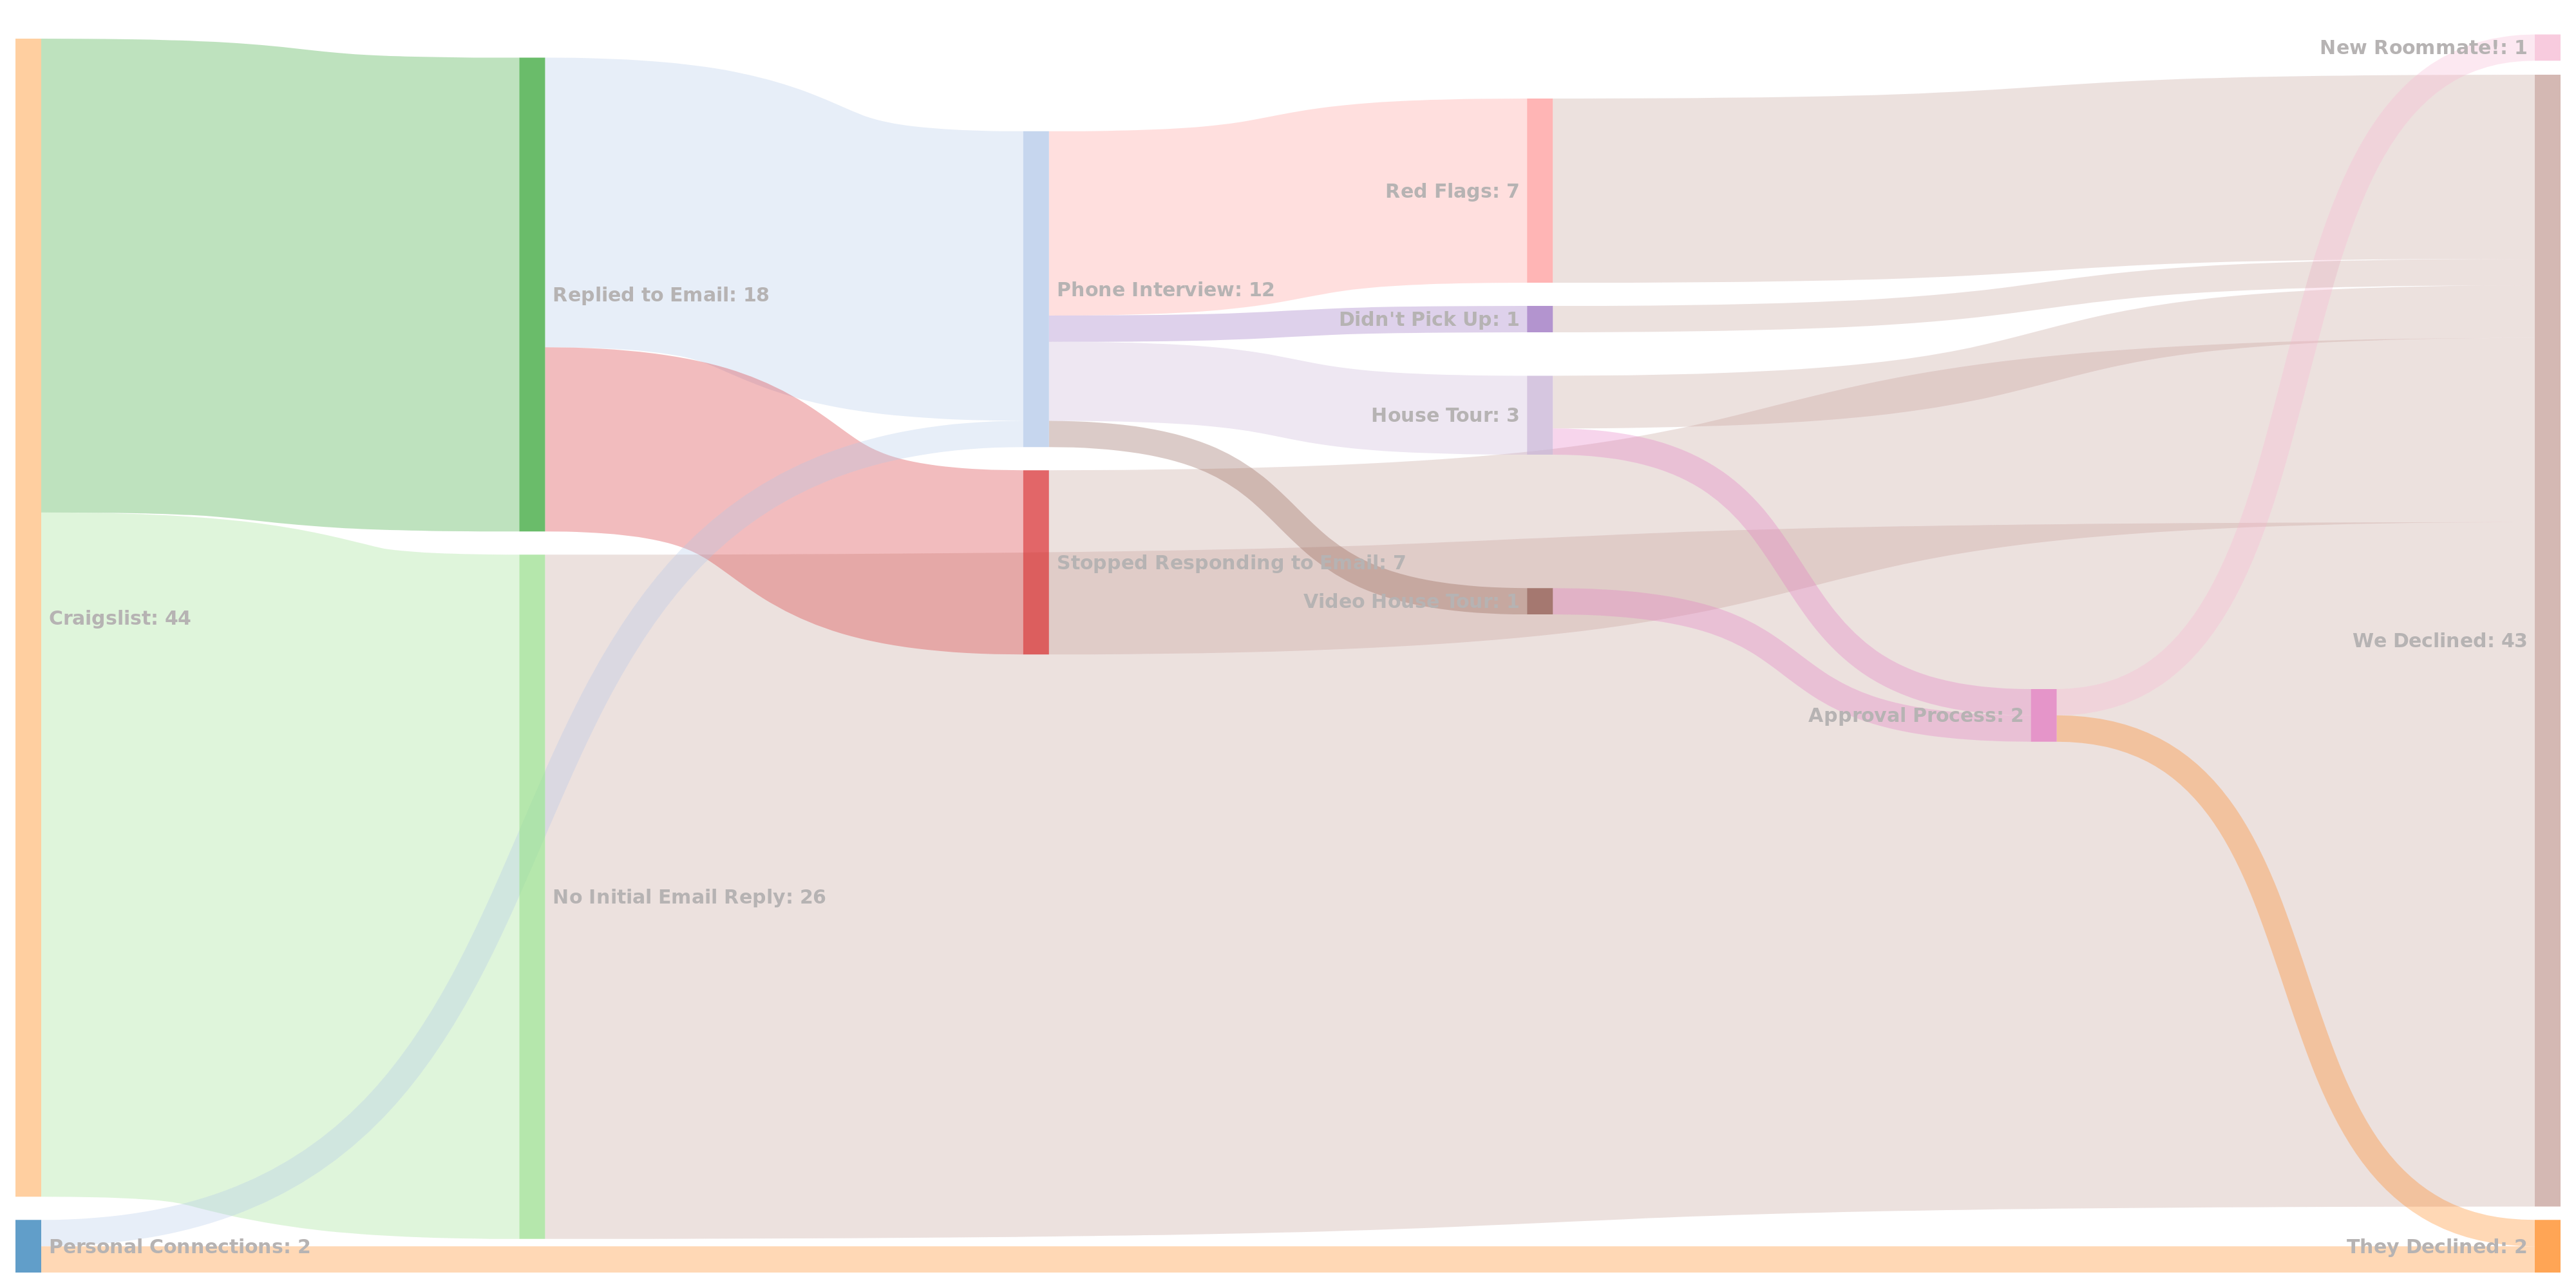 New Roommate!: 1
Red Flags: 7
Replied to Email: 18
Phone Interview: 12
Didn't Pick Up: 1
House Tour: 3
Stopped Responding to Email: 7
Video House Tour: 1
Craigslist: 44
We Declined: 43
Approval Process: 2
No Initial Email Reply: 26
Personal Connections: 2
They Declined: 2